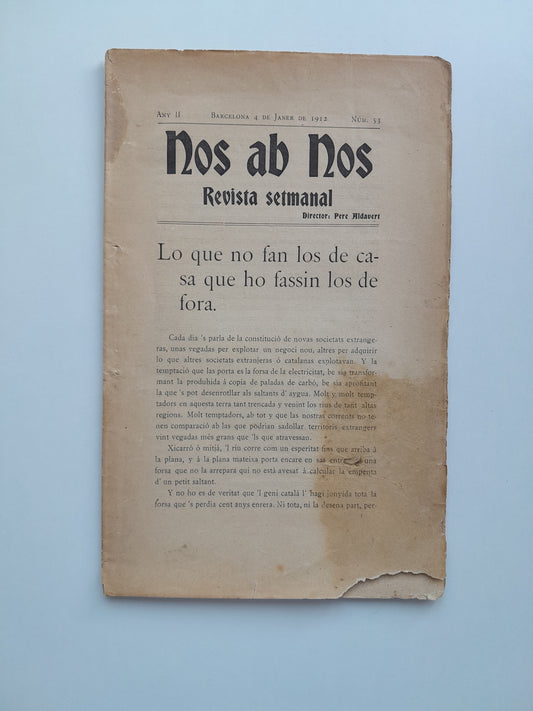 Any II Barcelona 4 de Janer de 1912 Núm. 53
Nos ab Nos
Revista setmanal
Director: Pere Aldavert
Lo que no fan los de ca-
sa que ho fassin los de
fora.
Cada dia 's parla de la constitució de novas societats extrange-
ras, unas vegadas per explotar un negoci nou, altres per adquirir
lo que altres societats extranjeras ó catalanas explotavan. Y la
temptació que las porta es la forsa de la electricitat, be sia transfor-
mant la produhida á copia de paladas de carbó, be sia aprofitant
la que 's pot desenrotllar als saltants d' aygua. Molt y, molt temp-
tadors en aquesta terra tant trencada y venint los rius de tant altas
regions. Molt temptadors, ab tot y que las nostras corrents no te-
nen comparació ab las que podrian sadollar territoris extrangers
vint vegadas més grans que 'ls que atravessan.
Xicarró ó mitjá, 'l riu corre com un esperitat fins que arriba á
la plana, y á la plana mateixa porta encare en sas una
forsa que no la arrepara qui no está avesat á calcular la empenta
d' un petit saltant.
Y no ho es de veritat que 'l geni catalá l' hagi jonyida tota la
forsa que 's perdia cent anys enrera. Ni tota, ni la desena part, per-